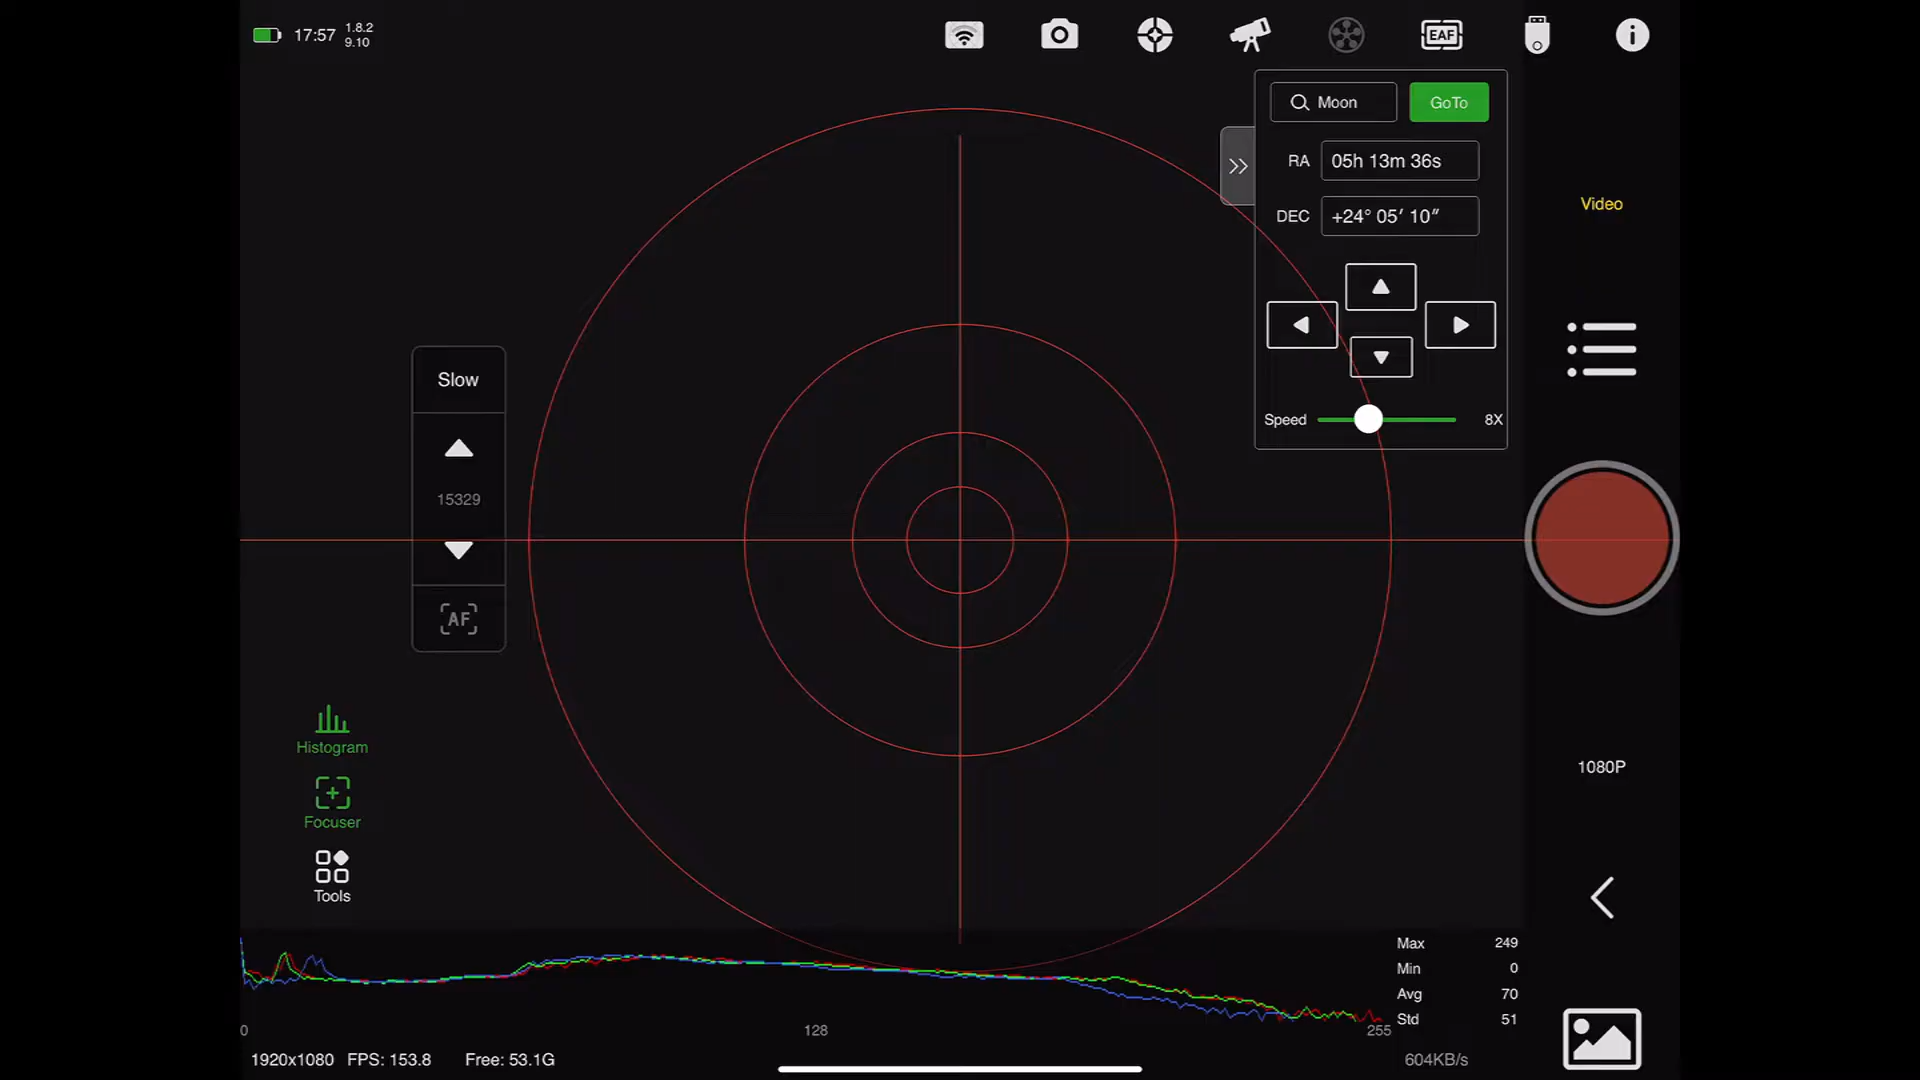 17:57
1.8.2
9.10
EAF
Moon
GoTo
RA 05h 13m 36s
DEC +24° 05′ 10″
Speed 8X
Video
Slow
15329
AF
Histogram
Focuser
Tools
1080P
Max 249
Min 0
Avg 70
Std 51
0 128 255
1920x1080 FPS: 153.8 Free: 53.1G
604KB/s